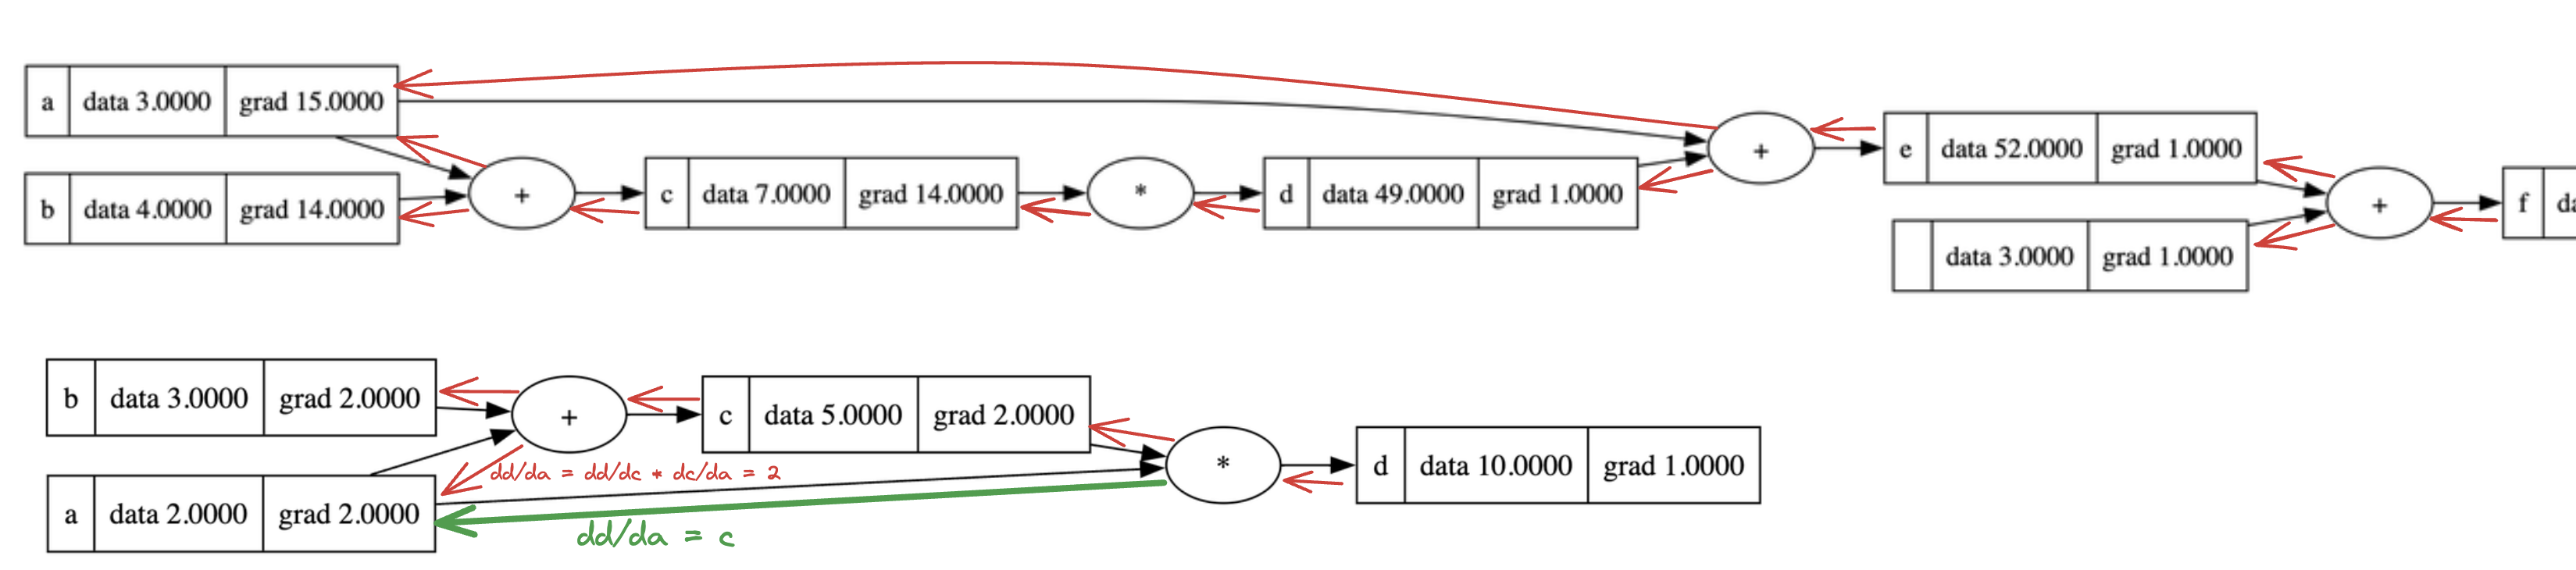 a data 3.0000 grad 15.0000
b data 4.0000 grad 14.0000
+
c data 7.0000 grad 14.0000
*
d data 49.0000 grad 1.0000
+
e data 52.0000 grad 1.0000
data 3.0000 grad 1.0000
+
f
b data 3.0000 grad 2.0000
+
c data 5.0000 grad 2.0000
dd/da = dd/dc * dc/da = 2
a data 2.0000 grad 2.0000
dd/da = c
*
d data 10.0000 grad 1.0000